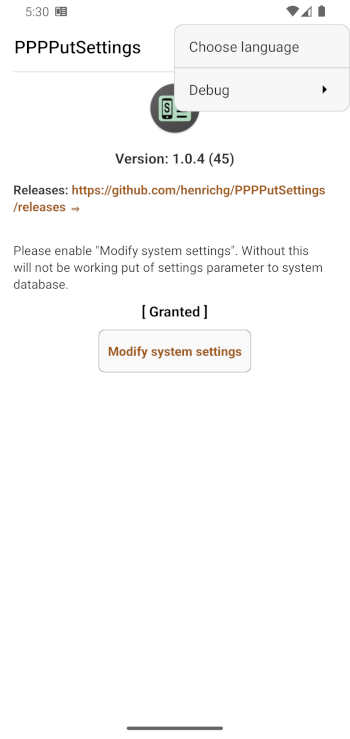 5:30
PPPPutSettings
Choose language
Debug
S
Version: 1.0.4 (45)
Releases: https://github.com/henrichg/PPPPutSettings
/releases →
Please enable "Modify system settings". Without this
will not be working put of settings parameter to system
database.
[ Granted ]
Modify system settings